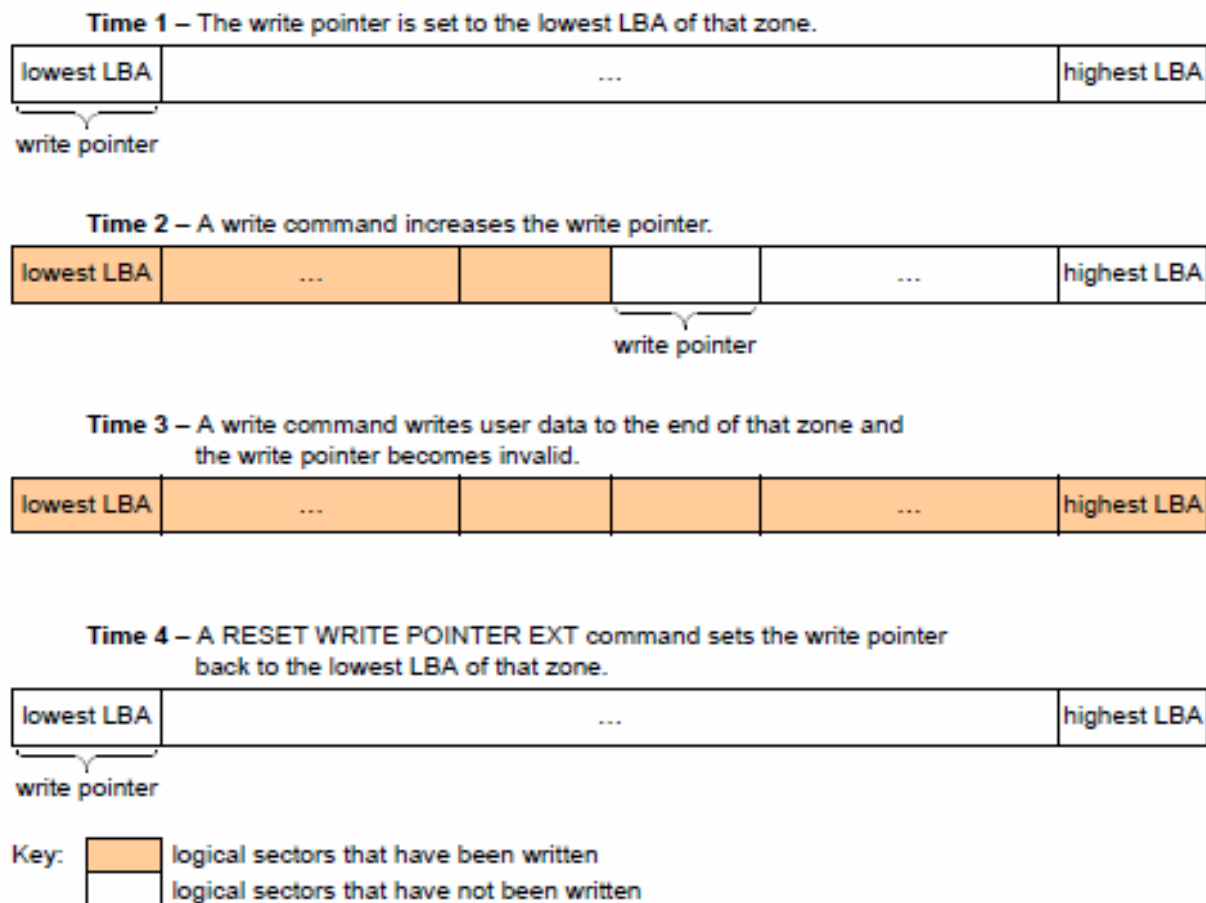 Time 1 – The write pointer is set to the lowest LBA of that zone.
lowest LBA ... highest LBA
write pointer
Time 2 – A write command increases the write pointer.
lowest LBA ... ... highest LBA
write pointer
Time 3 – A write command writes user data to the end of that zone and
the write pointer becomes invalid.
lowest LBA ... ... highest LBA
Time 4 – A RESET WRITE POINTER EXT command sets the write pointer
back to the lowest LBA of that zone.
lowest LBA ... highest LBA
write pointer
Key: logical sectors that have been written
logical sectors that have not been written